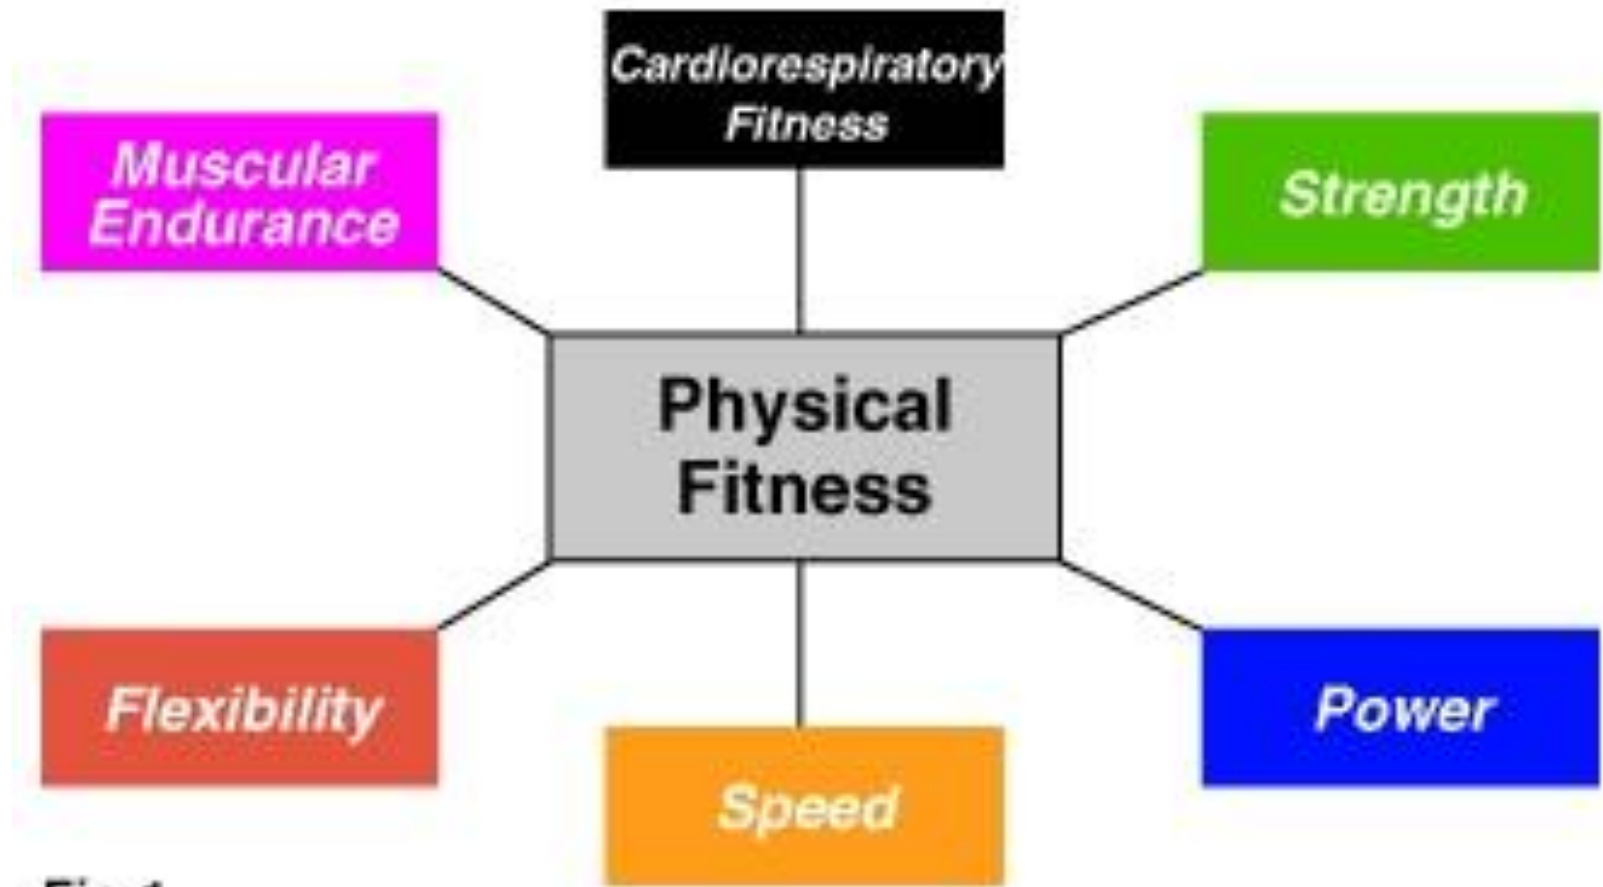 Cardiorespiratory
Fitness
Muscular
Endurance
Strength
Physical
Fitness
Flexibility
Power
Speed